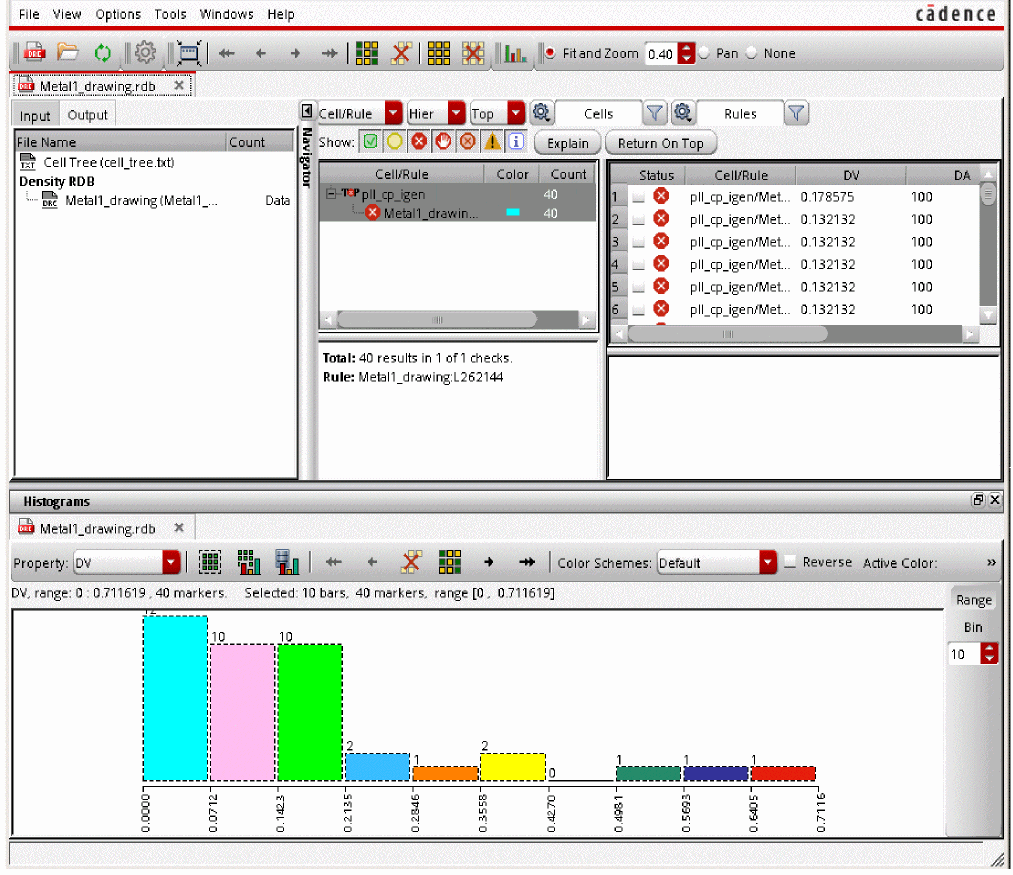 File View Options Tools Windows Help
cādence
Fit and Zoom 0.40 Pan None
Metal1_drawing.rdb
Input Output
File Name Count
Cell Tree (cell_tree.txt)
Density RDB
Metal1_drawing (Metal1_... Data
Navigator
Cell/Rule Hier Top Cells Rules
Show: Explain Return On Top
Cell/Rule Color Count
TOP pll_cp_igen 40
Metal1_drawin... 40
Total: 40 results in 1 of 1 checks.
Rule: Metal1_drawing:L262144
Status Cell/Rule DV DA
1 pll_cp_igen/Met... 0.178575 100
2 pll_cp_igen/Met... 0.132132 100
3 pll_cp_igen/Met... 0.132132 100
4 pll_cp_igen/Met... 0.132132 100
5 pll_cp_igen/Met... 0.132132 100
6 pll_cp_igen/Met... 0.132132 100
Histograms
Metal1_drawing.rdb
Property: DV Color Schemes: Default Reverse Active Color: »
DV, range: 0 : 0.711619 , 40 markers. Selected: 10 bars, 40 markers, range [0 , 0.711619]
Range
Bin
10
12 10 10 2 1 2 0 1 1 1
0.0000 0.0712 0.1423 0.2135 0.2846 0.3558 0.4270 0.4981 0.5693 0.6405 0.7116